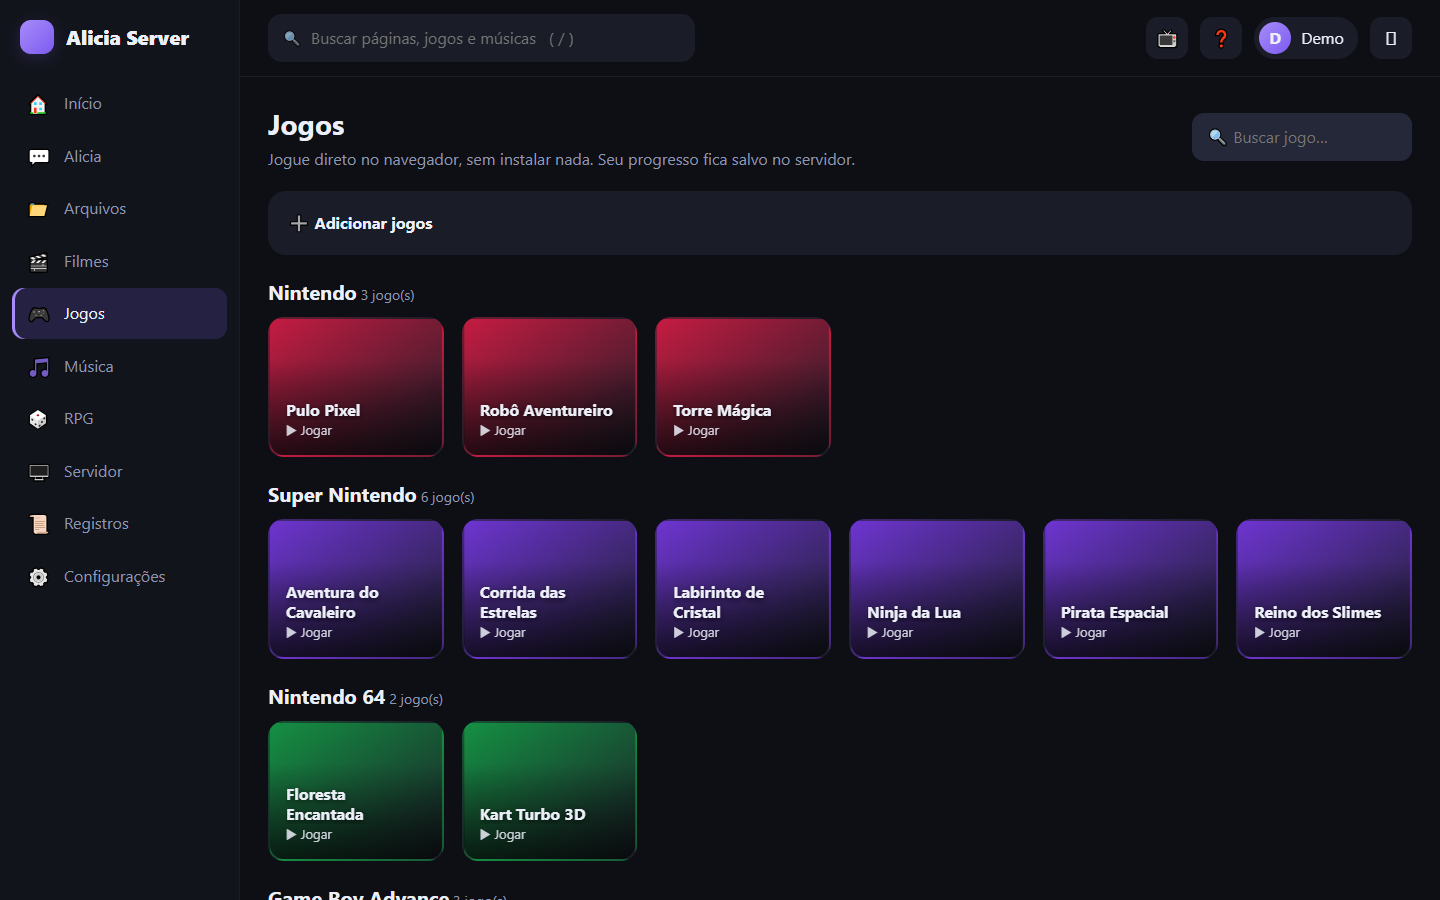 Alicia Server
Buscar páginas, jogos e músicas ( / )
D Demo
Início
Alicia
Arquivos
Filmes
Jogos
Música
RPG
Servidor
Registros
Configurações
Jogos
Jogue direto no navegador, sem instalar nada. Seu progresso fica salvo no servidor.
Buscar jogo...
Adicionar jogos
Nintendo 3 jogo(s)
Pulo Pixel
▶ Jogar
Robô Aventureiro
▶ Jogar
Torre Mágica
▶ Jogar
Super Nintendo 6 jogo(s)
Aventura do
Cavaleiro
▶ Jogar
Corrida das
Estrelas
▶ Jogar
Labirinto de
Cristal
▶ Jogar
Ninja da Lua
▶ Jogar
Pirata Espacial
▶ Jogar
Reino dos Slimes
▶ Jogar
Nintendo 64 2 jogo(s)
Floresta
Encantada
▶ Jogar
Kart Turbo 3D
▶ Jogar
Game Boy Advance 3 jogo(s)